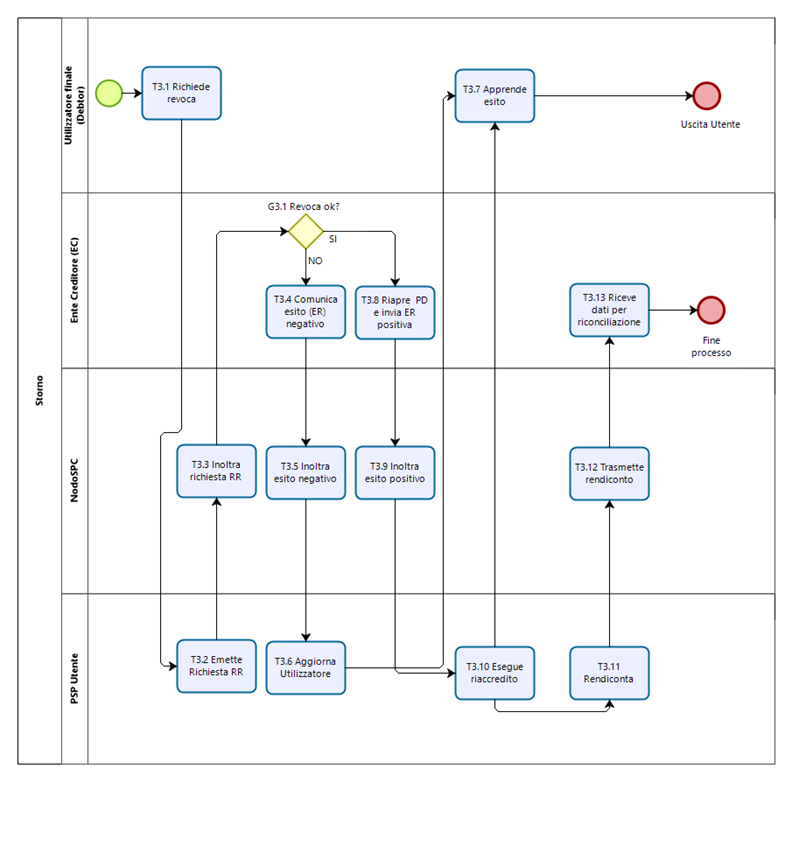 Storno
Utilizzatore finale
(Debtor)
T3.1 Richiede
revoca
T3.7 Apprende
esito
Uscita Utente
Ente Creditore (EC)
G3.1 Revoca ok?
SI
NO
T3.4 Comunica
esito (ER)
negativo
T3.8 Riapre PD
e invia ER
positiva
T3.13 Riceve
dati per
riconciliazione
Fine
processo
NodoSPC
T3.3 Inoltra
richiesta RR
T3.5 Inoltra
esito negativo
T3.9 Inoltra
esito positivo
T3.12 Trasmette
rendiconto
PSP Utente
T3.2 Emette
Richiesta RR
T3.6 Aggiorna
Utilizzatore
T3.10 Esegue
riaccredito
T3.11
Rendiconta